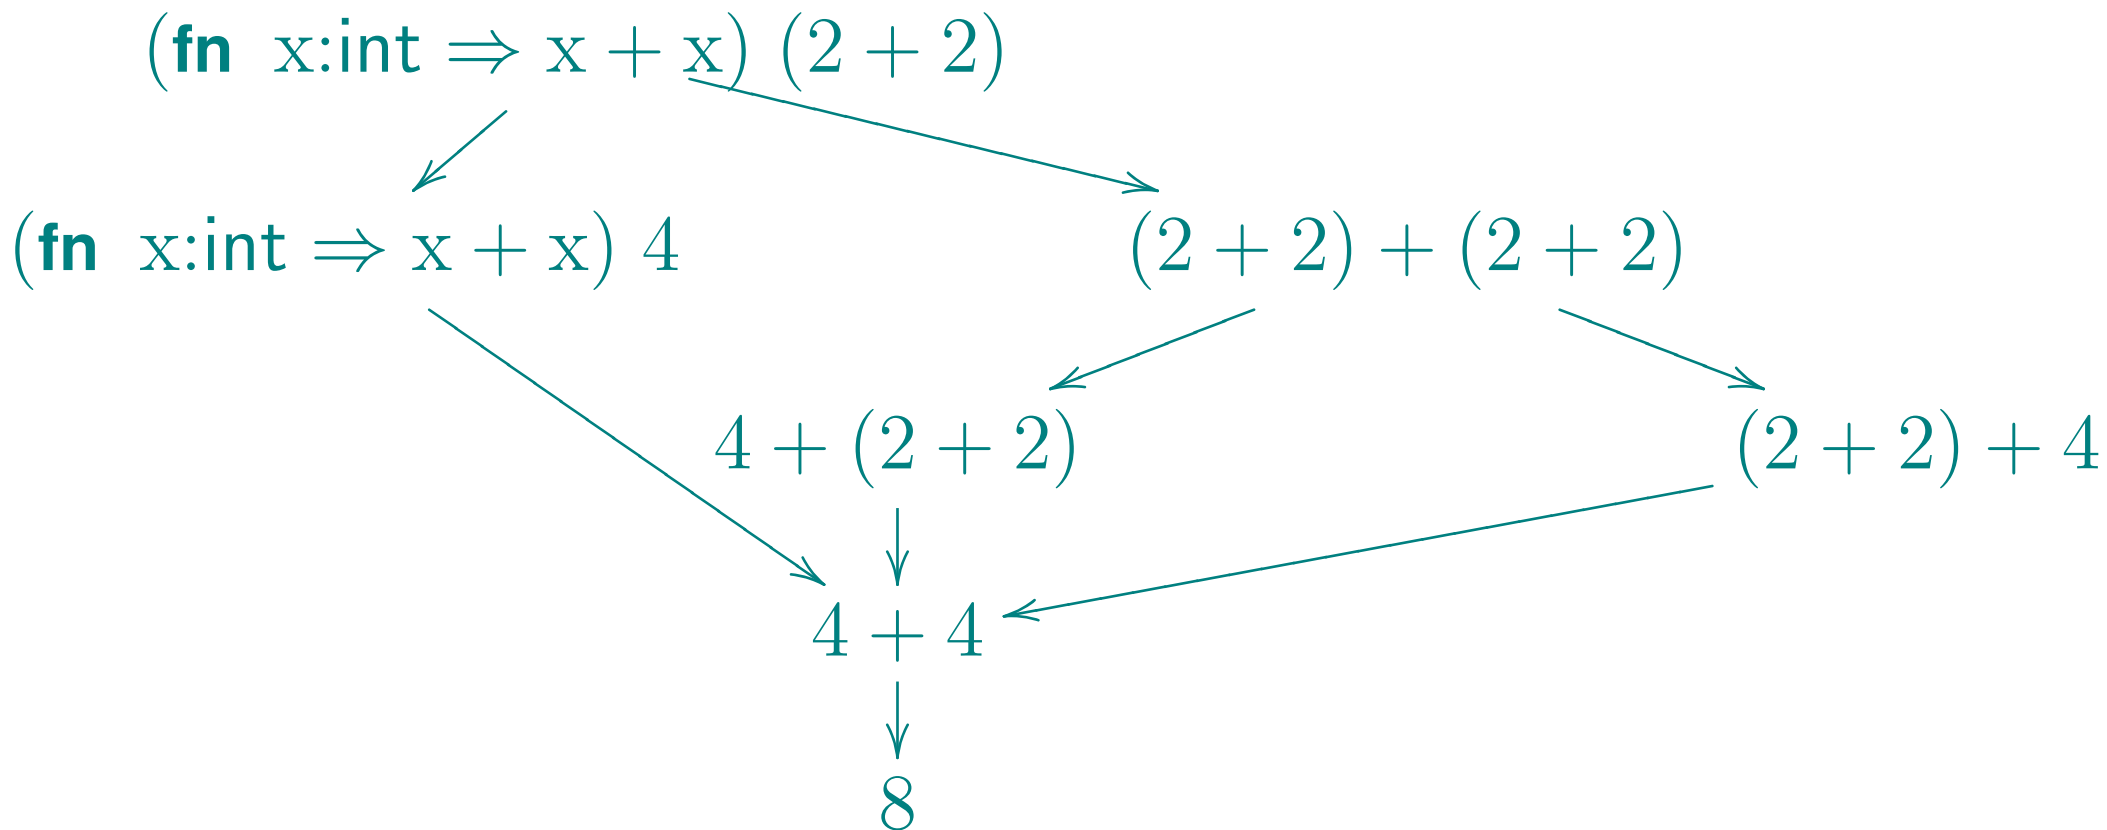 (fn x:int ⇒ x + x) (2 + 2)
(fn x:int ⇒ x + x) 4
(2 + 2) + (2 + 2)
4 + (2 + 2)
(2 + 2) + 4
4 + 4
8